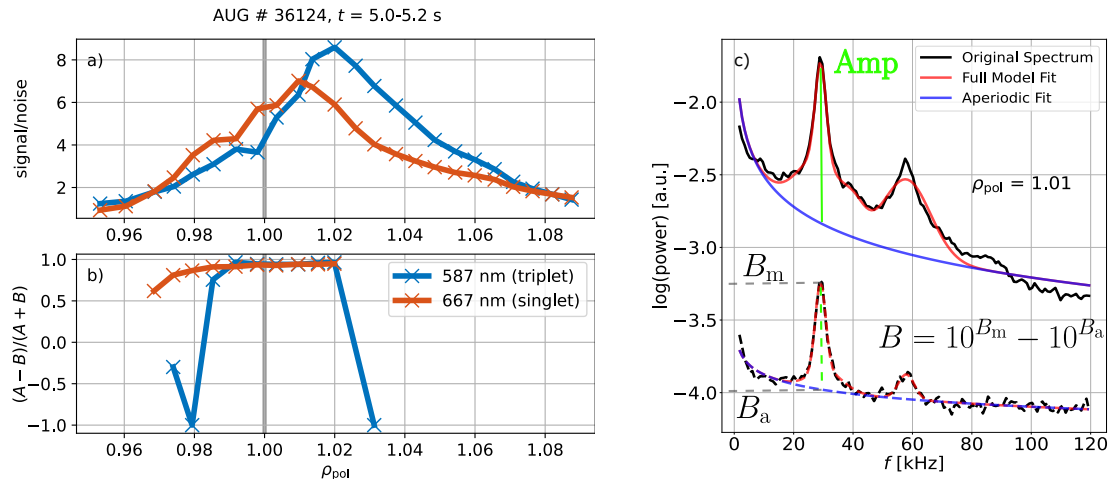 AUG # 36124, t = 5.0-5.2 s
a)
signal/noise
8
6
4
2
0.96 0.98 1.00 1.02 1.04 1.06 1.08
b)
(A − B)/(A + B)
1.0
0.5
0.0
−0.5
−1.0
587 nm (triplet)
667 nm (singlet)
0.96 0.98 1.00 1.02 1.04 1.06 1.08
ρpol
c)
Amp
Original Spectrum
Full Model Fit
Aperiodic Fit
ρpol = 1.01
log(power) [a.u.]
−2.0
−2.5
−3.0
−3.5
−4.0
Bm
B = 10^Bm − 10^Ba
Ba
0 20 40 60 80 100 120
f [kHz]